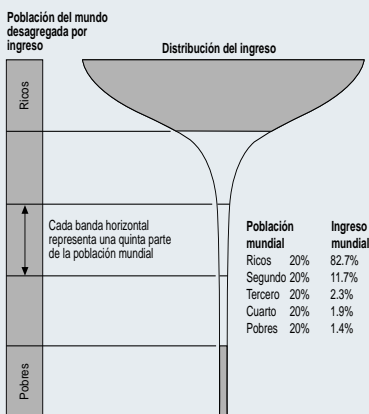 Población del mundo
desagregada por
ingreso
Distribución del ingreso
Ricos
Cada banda horizontal
representa una quinta parte
de la población mundial
Población Ingreso
mundial mundial
Ricos 20% 82.7%
Segundo 20% 11.7%
Tercero 20% 2.3%
Cuarto 20% 1.9%
Pobres 20% 1.4%
Pobres